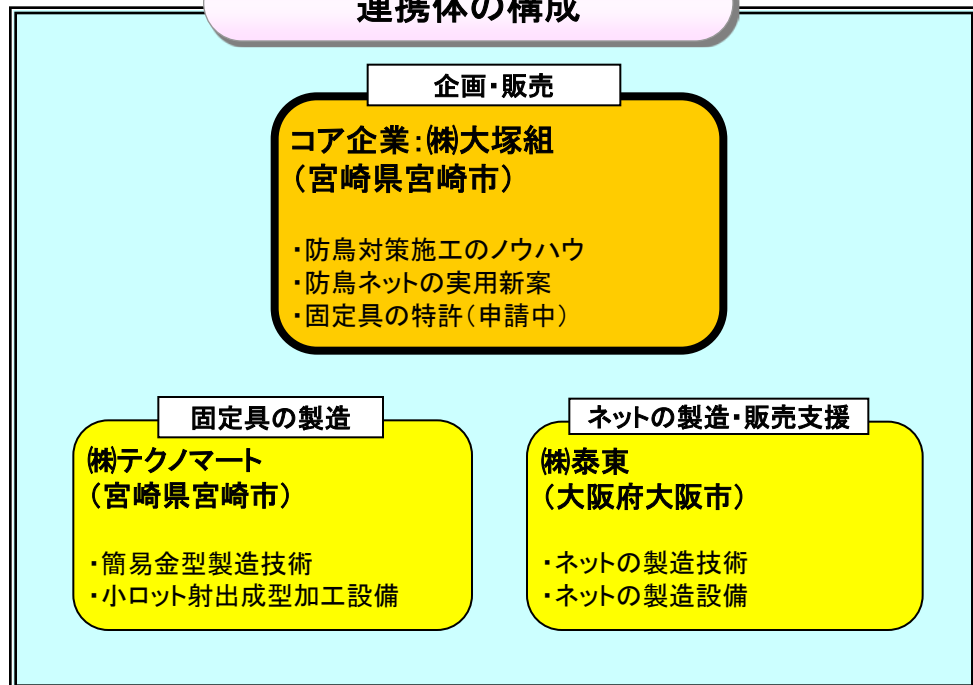 連携体の構成
企画・販売
コア企業:㈱大塚組
(宮崎県宮崎市)
・防鳥対策施工のノウハウ
・防鳥ネットの実用新案
・固定具の特許(申請中)
固定具の製造
㈱テクノマート
(宮崎県宮崎市)
・簡易金型製造技術
・小ロット射出成型加工設備
ネットの製造・販売支援
㈱泰東
(大阪府大阪市)
・ネットの製造技術
・ネットの製造設備